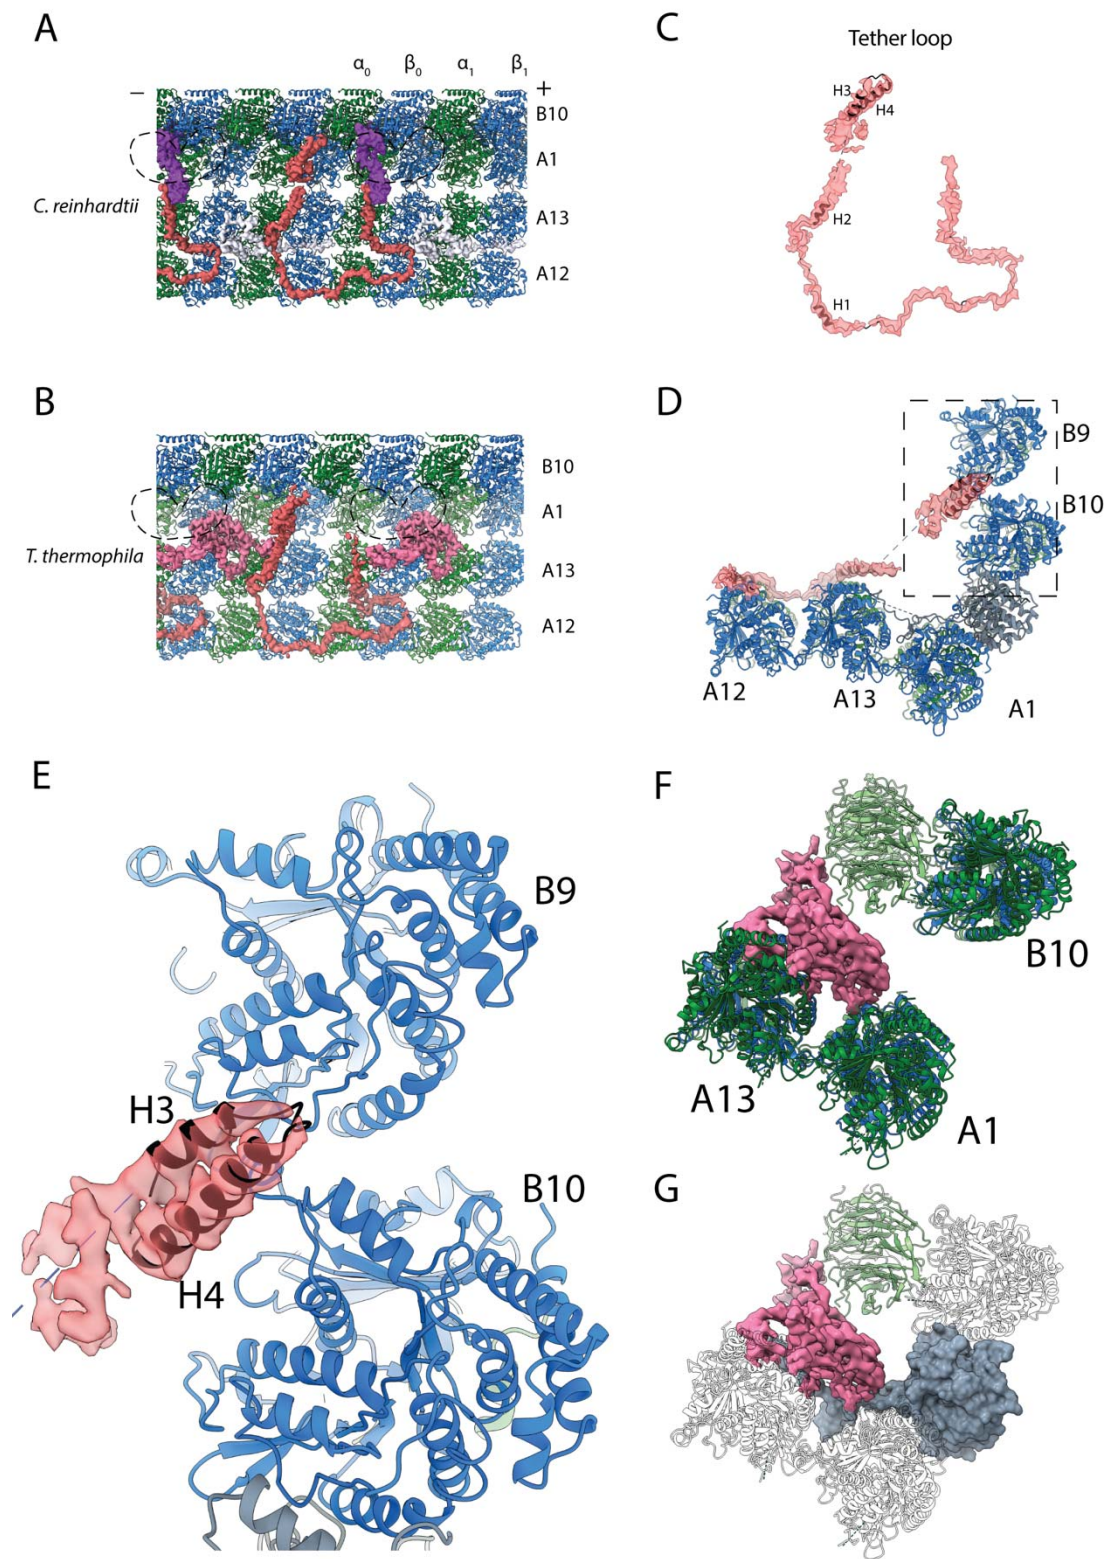 A
α₀ β₀ α₁ β₁
– +
B10
A1
C. reinhardtii
A13
A12
B
B10
A1
T. thermophila
A13
A12
C
Tether loop
H3
H4
H2
H1
D
B9
B10
A12
A13
A1
E
B9
H3
B10
H4
F
B10
A13
A1
G